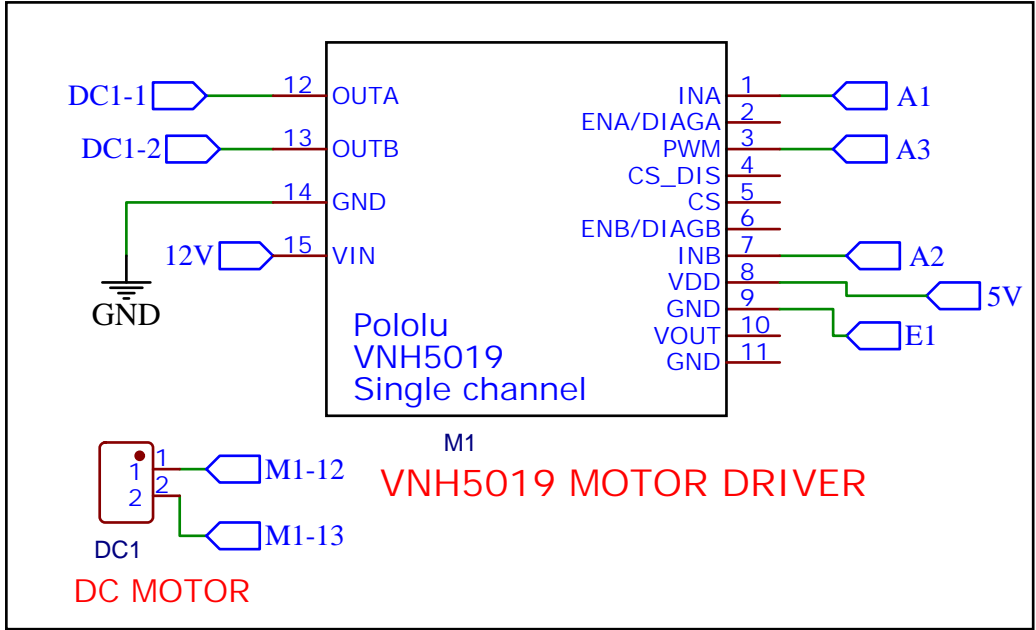 DC1-1 12 OUTA
DC1-2 13 OUTB
14 GND
12V 15 VIN
GND
INA 1 A1
ENA/DIAGA 2
PWM 3 A3
CS_DIS 4
CS 5
ENB/DIAGB 6
INB 7 A2
VDD 8 5V
GND 9 E1
VOUT 10
GND 11
Pololu
VNH5019
Single channel
M1
VNH5019 MOTOR DRIVER
1 1 M1-12
2 2 M1-13
DC1
DC MOTOR